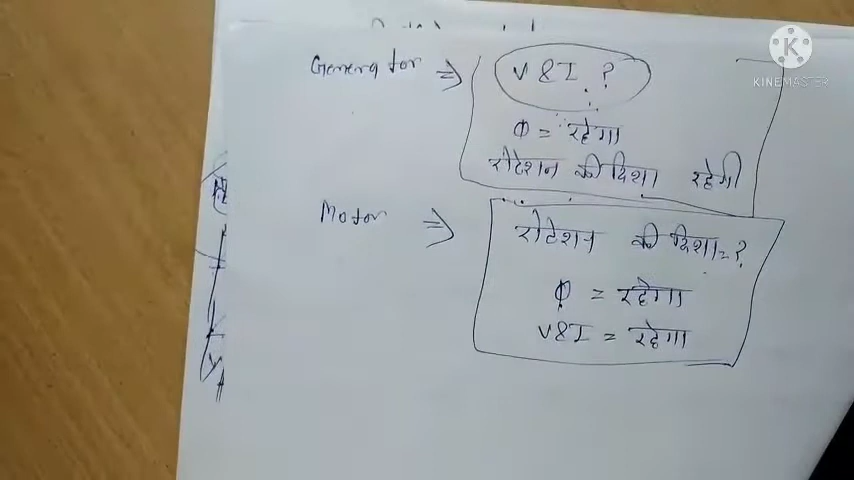 KINEMASTER
Generator ⇒ V & I ?
Φ = रहेगा
रोटेशन की दिशा रहेगी
Motor ⇒ रोटेशन की दिशा = ?
Φ = रहेगा
V & I = रहेगा